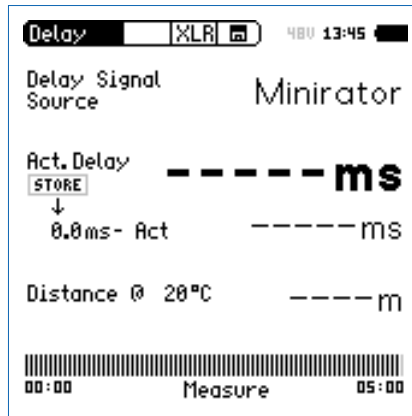 Delay XLR 48V 13:45
Delay Signal
Source Minirator
Act. Delay -----ms
STORE
0.0ms- Act -----ms
Distance @ 20°C ----m
00:00 Measure 05:00